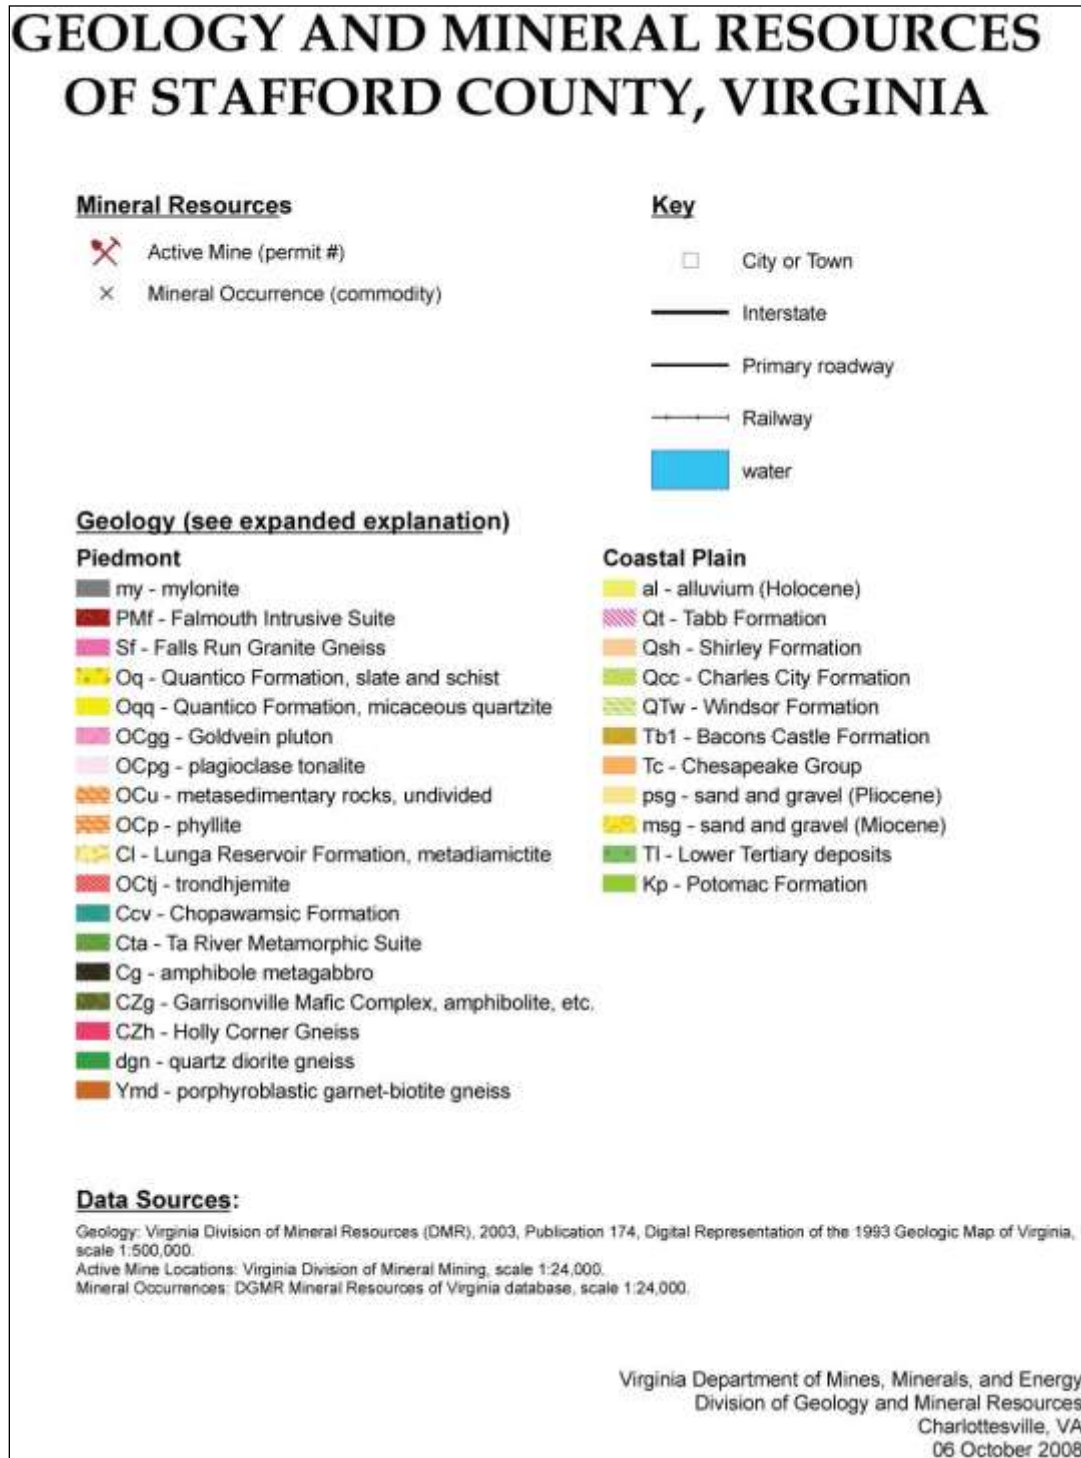 GEOLOGY AND MINERAL RESOURCES
OF STAFFORD COUNTY, VIRGINIA
Mineral Resources
Active Mine (permit #)
Mineral Occurrence (commodity)
Key
City or Town
Interstate
Primary roadway
Railway
water
Geology (see expanded explanation)
Piedmont
my - mylonite
PMf - Falmouth Intrusive Suite
Sf - Falls Run Granite Gneiss
Oq - Quantico Formation, slate and schist
Oqq - Quantico Formation, micaceous quartzite
OCgg - Goldvein pluton
OCpg - plagioclase tonalite
OCu - metasedimentary rocks, undivided
OCp - phyllite
Cl - Lunga Reservoir Formation, metadiamictite
OCtj - trondhjemite
Ccv - Chopawamsic Formation
Cta - Ta River Metamorphic Suite
Cg - amphibole metagabbro
CZg - Garrisonville Mafic Complex, amphibolite, etc.
CZh - Holly Corner Gneiss
dgn - quartz diorite gneiss
Ymd - porphyroblastic garnet-biotite gneiss
Coastal Plain
al - alluvium (Holocene)
Qt - Tabb Formation
Qsh - Shirley Formation
Qcc - Charles City Formation
QTw - Windsor Formation
Tb1 - Bacons Castle Formation
Tc - Chesapeake Group
psg - sand and gravel (Pliocene)
msg - sand and gravel (Miocene)
Tl - Lower Tertiary deposits
Kp - Potomac Formation
Data Sources:
Geology: Virginia Division of Mineral Resources (DMR), 2003, Publication 174, Digital Representation of the 1993 Geologic Map of Virginia,
scale 1:500,000.
Active Mine Locations: Virginia Division of Mineral Mining, scale 1:24,000.
Mineral Occurrences: DGMR Mineral Resources of Virginia database, scale 1:24,000.
Virginia Department of Mines, Minerals, and Energy
Division of Geology and Mineral Resources
Charlottesville, VA
06 October 2008